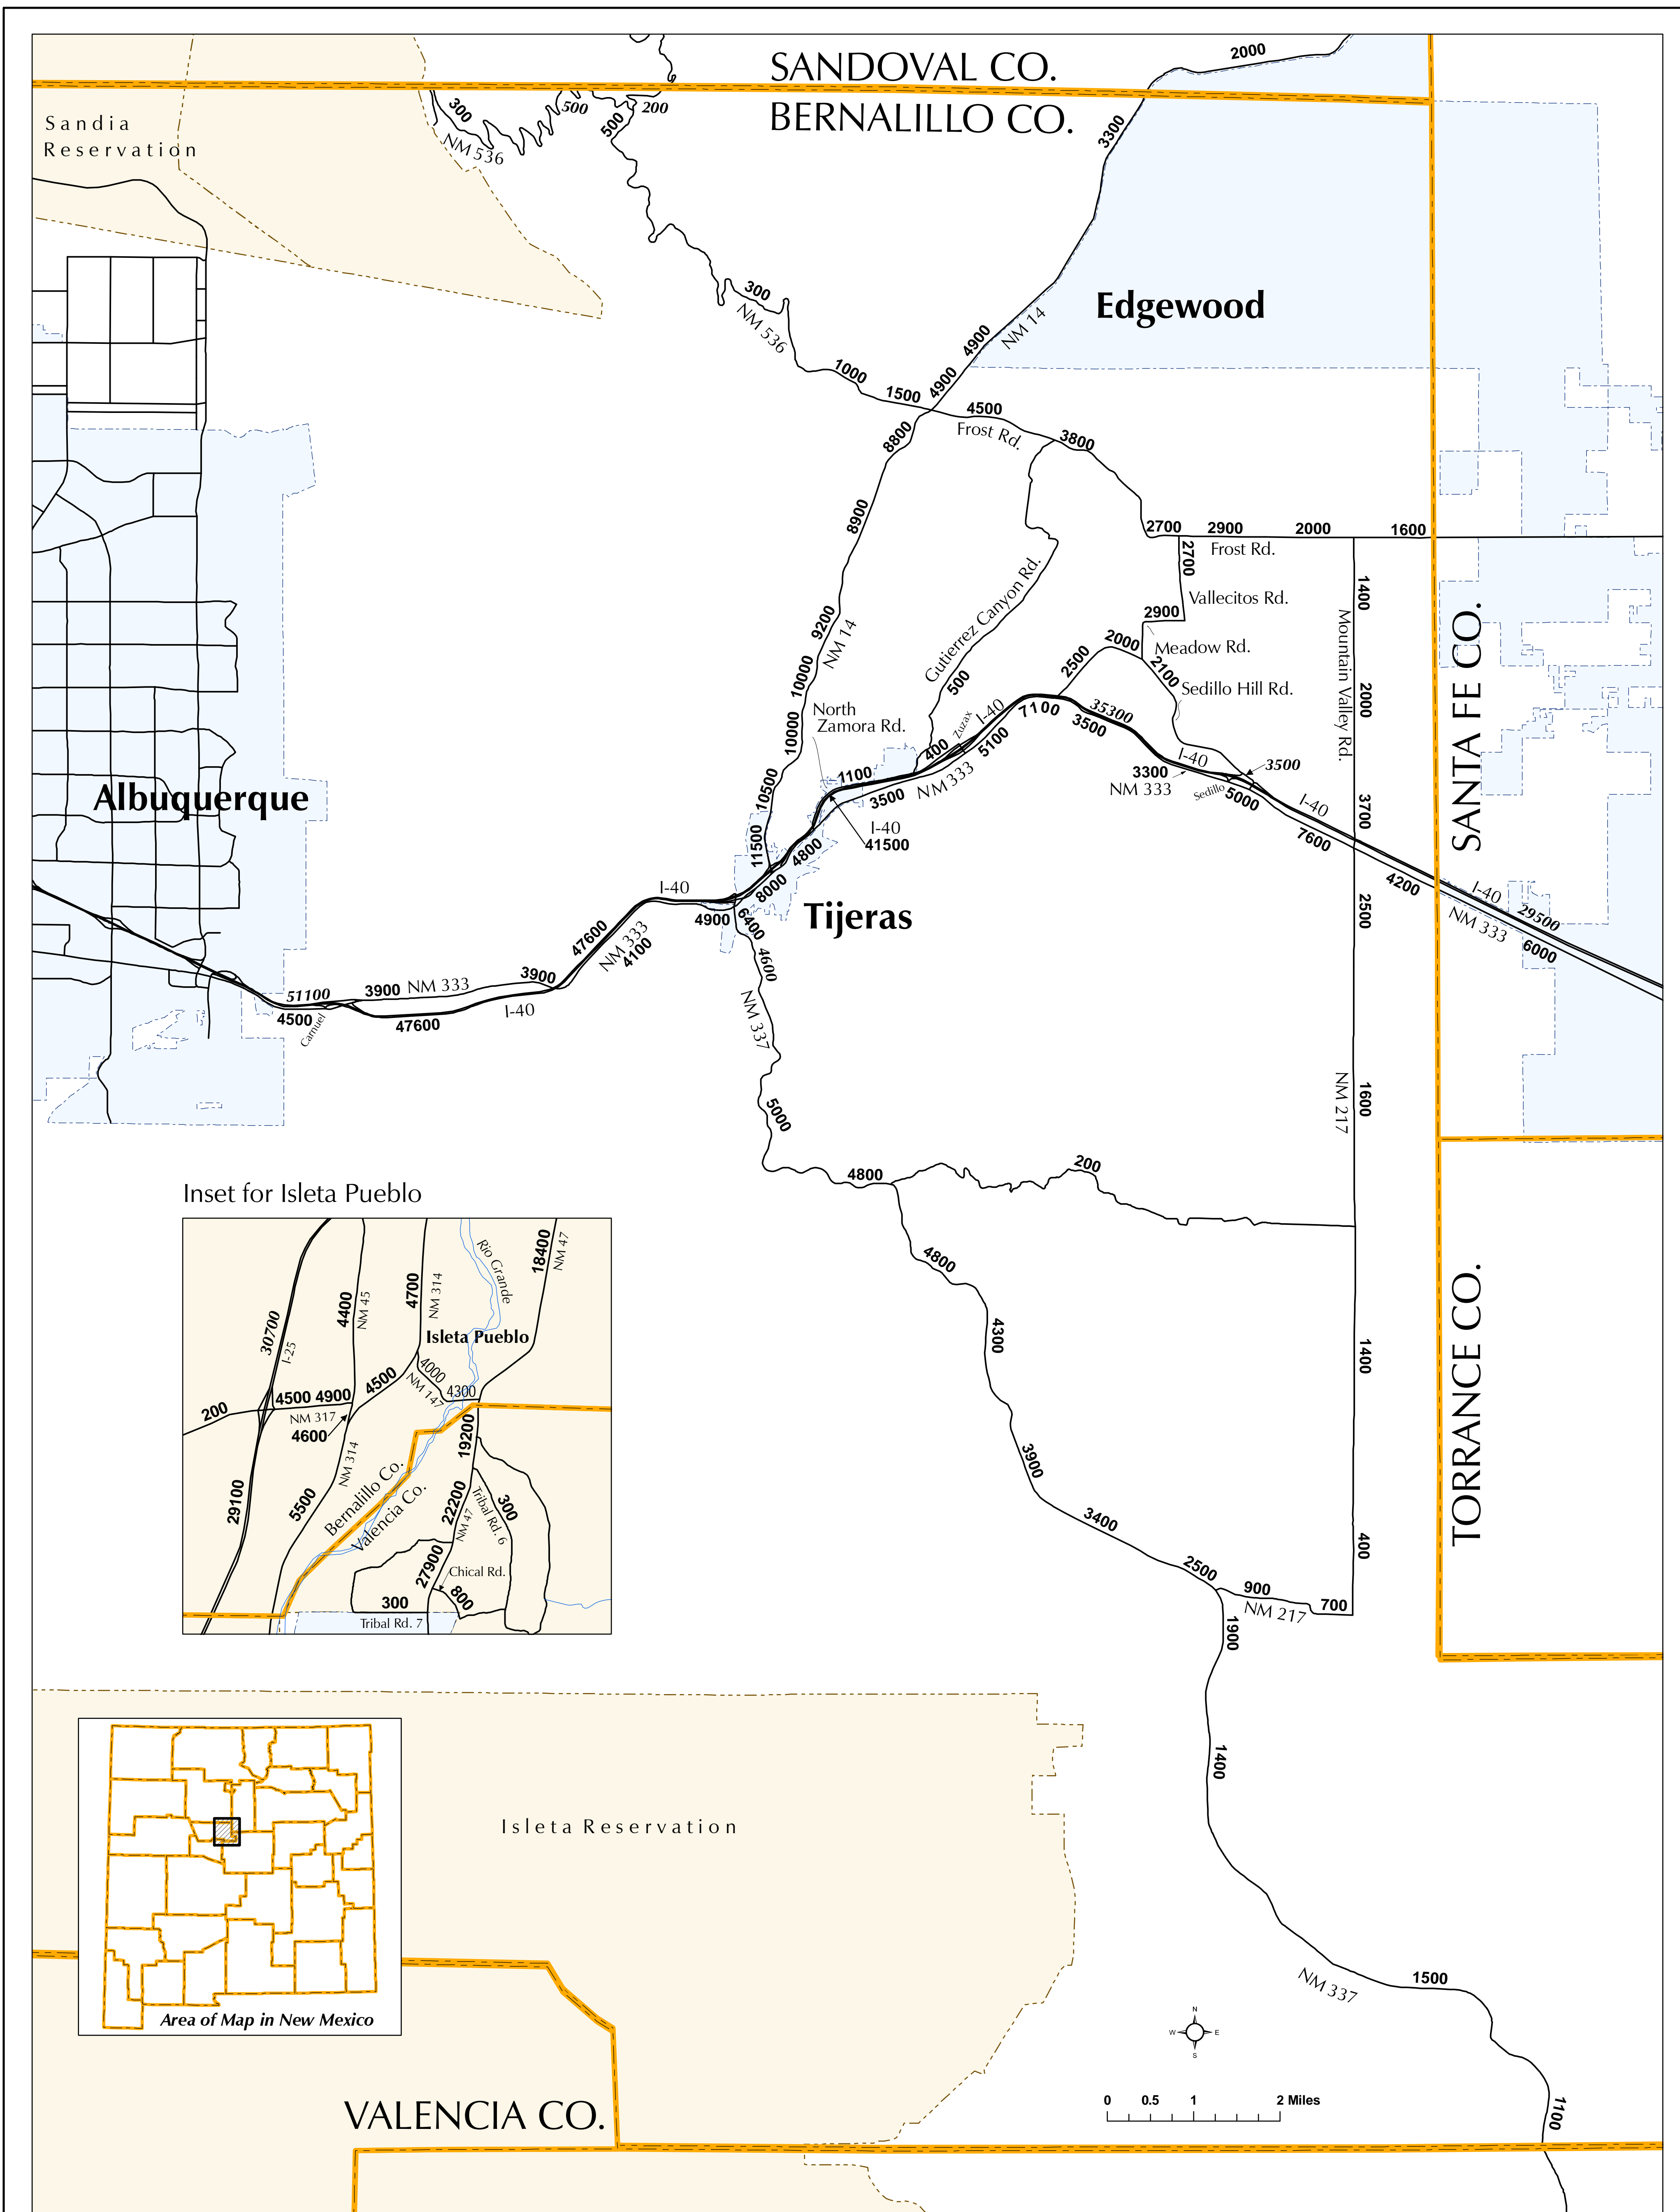 2000
SANDOVAL CO.
BERNALILLO CO.
Sandia
Reservation
300
NM 536
500
200
500
3300
Edgewood
300
NM 536
4900
NM 14
1000
1500
4900
4500
Frost Rd.
3800
8800
8900
2700
2900
2000
1600
Frost Rd.
2700
Vallecitos Rd.
1400
Mountain Valley Rd.
2900
Meadow Rd.
9200
NM 14
Gutierrez Canyon Rd.
500
2500
2000
2100
Sedillo Hill Rd.
2000
SANTA FE CO.
10000
North
Zamora Rd.
10000
Zuzax
I-40
7100
35300
3500
400
5100
I-40
3500
3300
NM 333
Sedillo
5000
I-40
3700
7600
1100
3500
NM 333
10500
Albuquerque
I-40
41500
11500
4800
8000
I-40
4900
6400
Tijeras
4200
I-40
29500
NM 333
6000
2500
47600
NM 333
4100
4600
3900
NM 333
3900
51100
4500
Carnuel
47600
I-40
NM 337
5000
1600
NM 217
4800
200
Inset for Isleta Pueblo
18400
NM 47
Rio Grande
4700
NM 314
4400
NM 45
30700
I-25
Isleta Pueblo
4000
NM 147
4300
4500
4500
4900
200
NM 317
4600
NM 314
19200
29100
5500
Bernalillo Co.
Valencia Co.
22200
NM 47
Tribal Rd. 6
300
27900
Chical Rd.
800
300
Tribal Rd. 7
4800
4300
1400
TORRANCE CO.
3900
3400
400
2500
900
NM 217
700
1900
1400
Isleta Reservation
Area of Map in New Mexico
NM 337
1500
N
W
E
S
0
0.5
1
2 Miles
1100
VALENCIA CO.